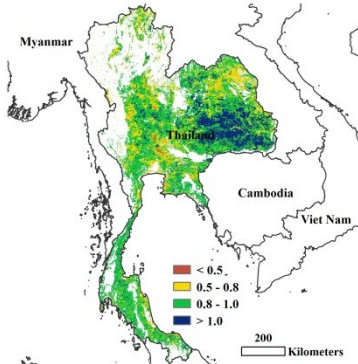 Myanmar
Thailand
Cambodia
Viet Nam
< 0.5
0.5 - 0.8
0.8 - 1.0
> 1.0
200
Kilometers